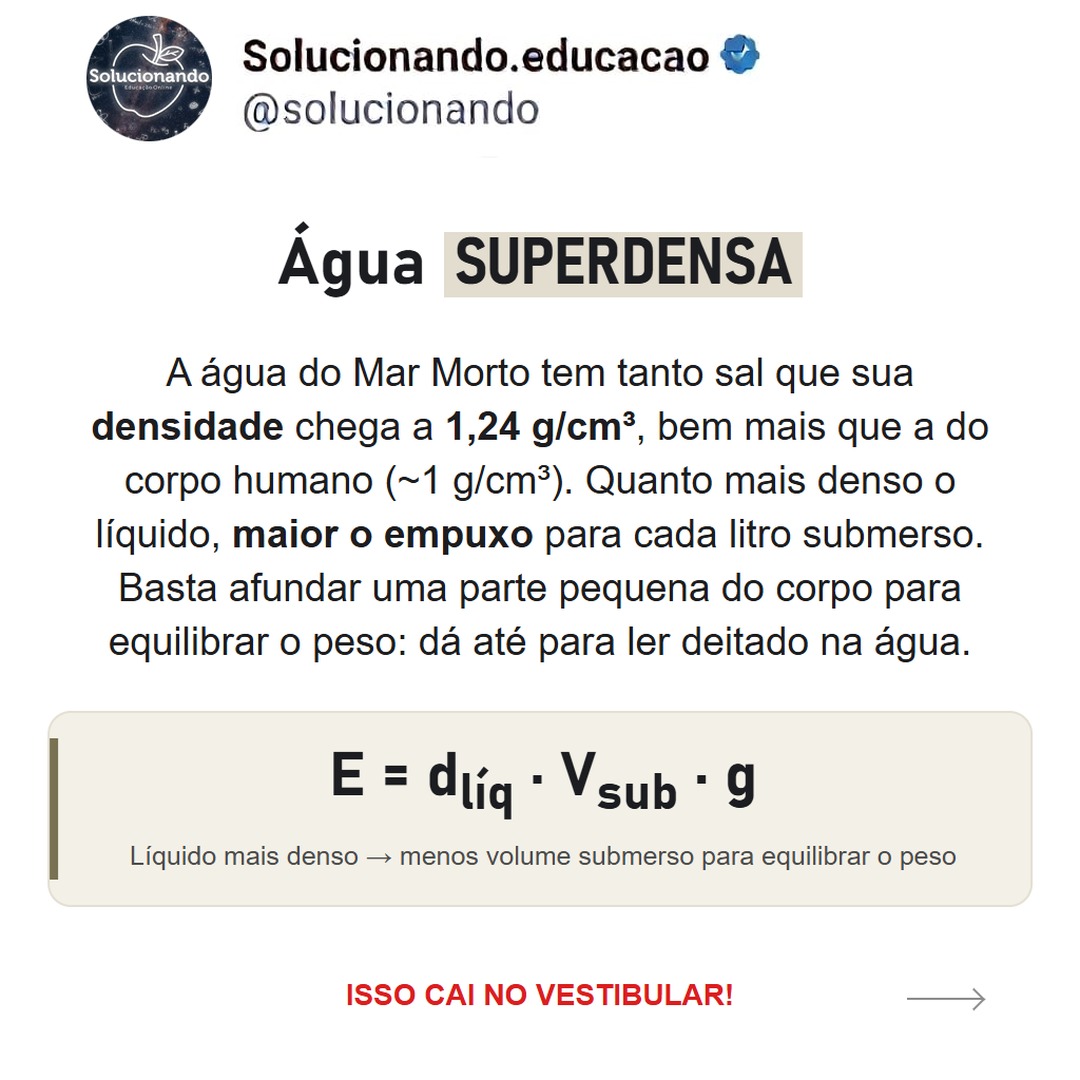 Solucionando
Educação Online
Solucionando.educacao
@solucionando
Água SUPERDENSA
A água do Mar Morto tem tanto sal que sua
densidade chega a 1,24 g/cm³, bem mais que a do
corpo humano (~1 g/cm³). Quanto mais denso o
líquido, maior o empuxo para cada litro submerso.
Basta afundar uma parte pequena do corpo para
equilibrar o peso: dá até para ler deitado na água.
E = dlíq · Vsub · g
Líquido mais denso → menos volume submerso para equilibrar o peso
ISSO CAI NO VESTIBULAR!